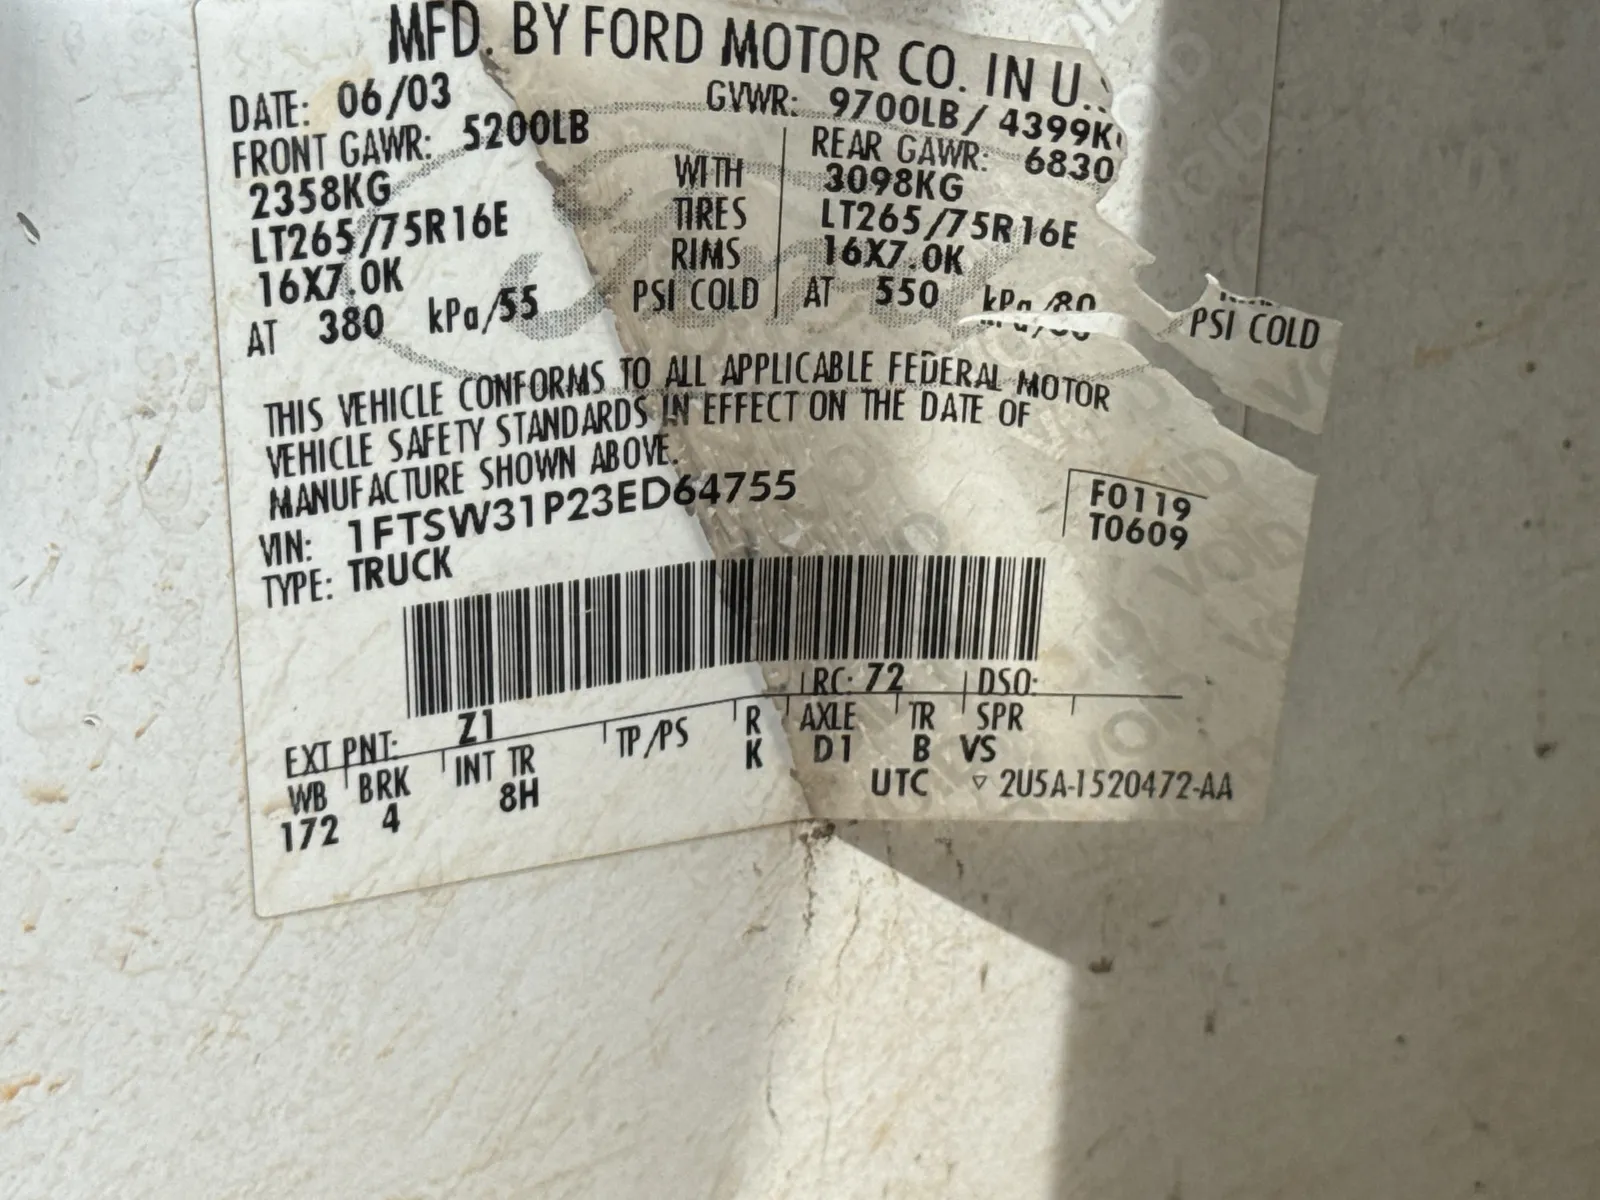 MFD. BY FORD MOTOR CO. IN U.S
DATE: 06/03 GVWR: 9700LB/ 4399K
FRONT GAWR: 5200LB REAR GAWR: 6830
2358KG WITH 3098KG
LT265/75R16E TIRES LT265/75R16E
16X7.0K RIMS 16X7.0K
AT 380 kPa/55 PSI COLD AT 550 kPa/80 PSI COLD
THIS VEHICLE CONFORMS TO ALL APPLICABLE FEDERAL MOTOR
VEHICLE SAFETY STANDARDS IN EFFECT ON THE DATE OF
MANUFACTURE SHOWN ABOVE.
VIN: 1FTSW31P23ED64755 F0119
TYPE: TRUCK T0609
EXT PNT: Z1 RC: 72 DSO:
WB BRK INT TR TP/PS R AXLE TR SPR
172 4 8H K D1 B VS
UTC ▽ 2U5A-1520472-AA